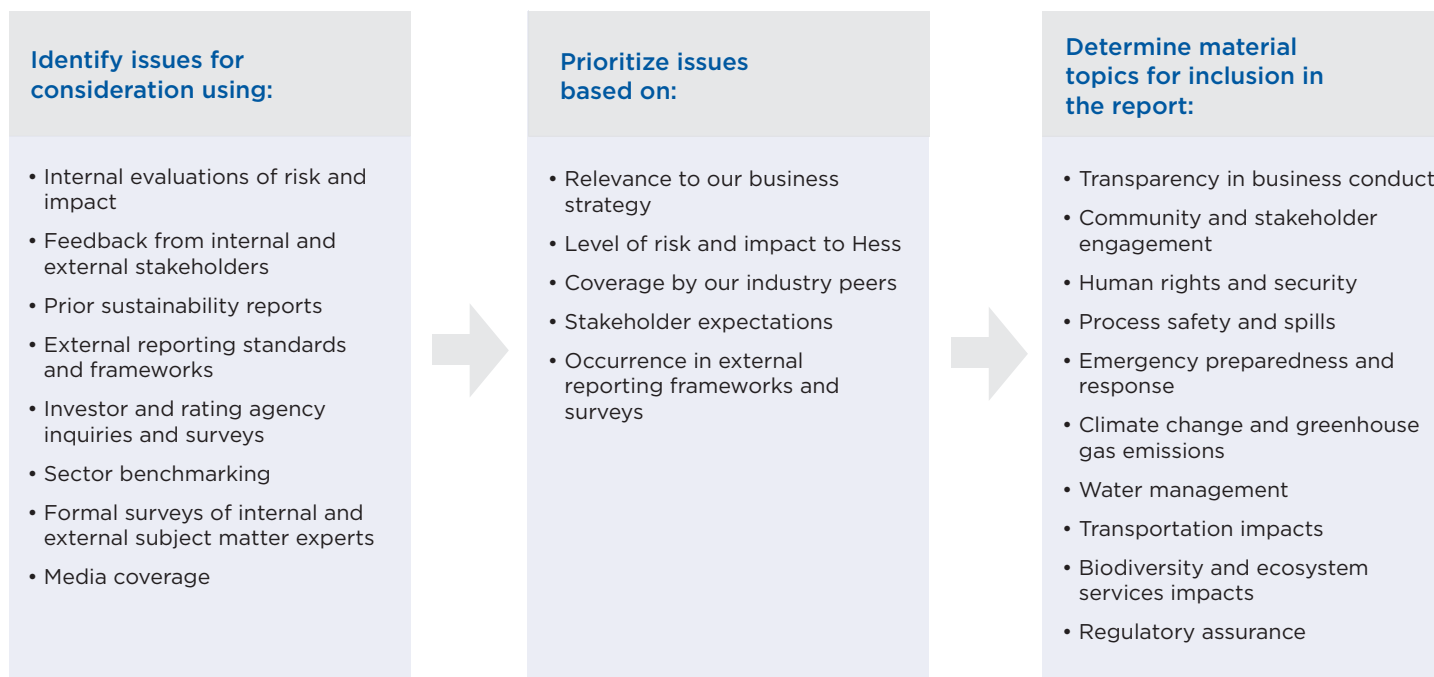 Identify issues for
consideration using:
• Internal evaluations of risk and
impact
• Feedback from internal and
external stakeholders
• Prior sustainability reports
• External reporting standards
and frameworks
• Investor and rating agency
inquiries and surveys
• Sector benchmarking
• Formal surveys of internal and
external subject matter experts
• Media coverage
Prioritize issues
based on:
• Relevance to our business
strategy
• Level of risk and impact to Hess
• Coverage by our industry peers
• Stakeholder expectations
• Occurrence in external
reporting frameworks and
surveys
Determine material
topics for inclusion in
the report:
• Transparency in business conduct
• Community and stakeholder
engagement
• Human rights and security
• Process safety and spills
• Emergency preparedness and
response
• Climate change and greenhouse
gas emissions
• Water management
• Transportation impacts
• Biodiversity and ecosystem
services impacts
• Regulatory assurance